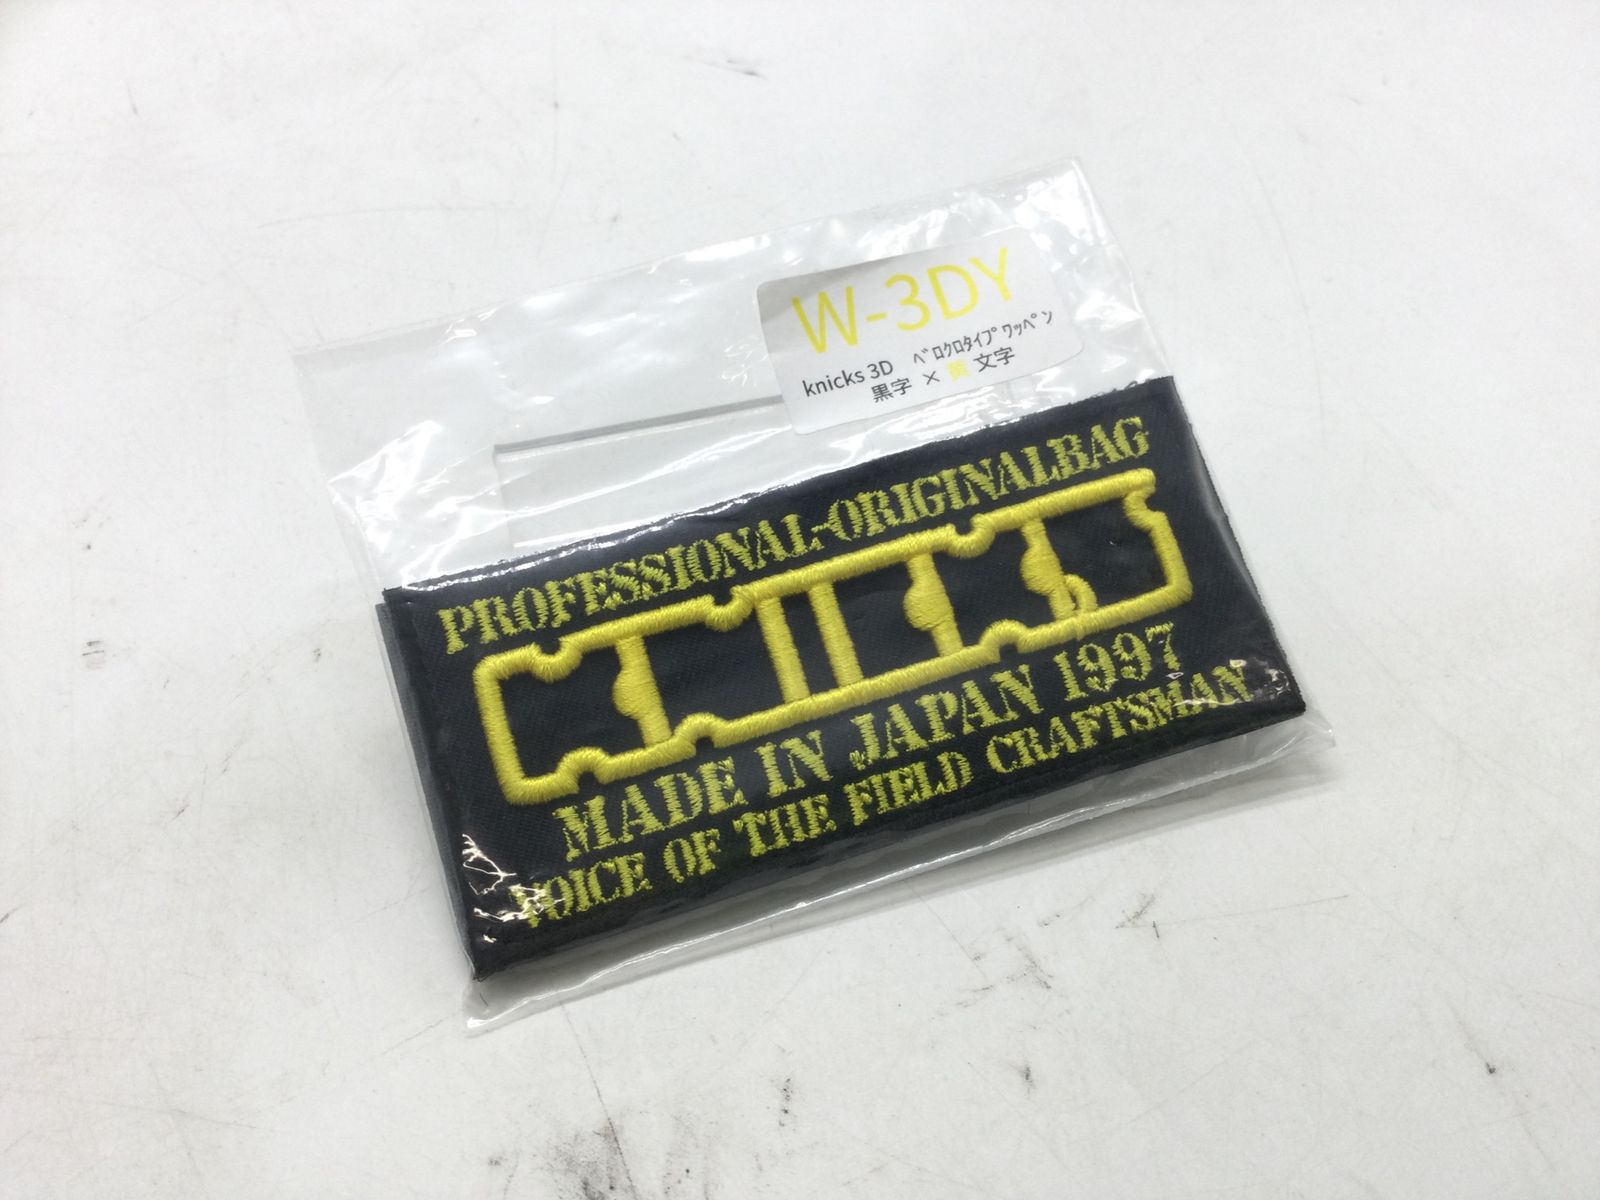 W-3DY
knicks 3D ﾍﾞﾛｸﾛﾀｲﾌﾟﾜｯﾍﾟﾝ
黒字 × 黄 文字
PROFESSIONAL-ORIGINALBAG
MADE IN JAPAN 1997
VOICE OF THE FIELD CRAFTSMAN